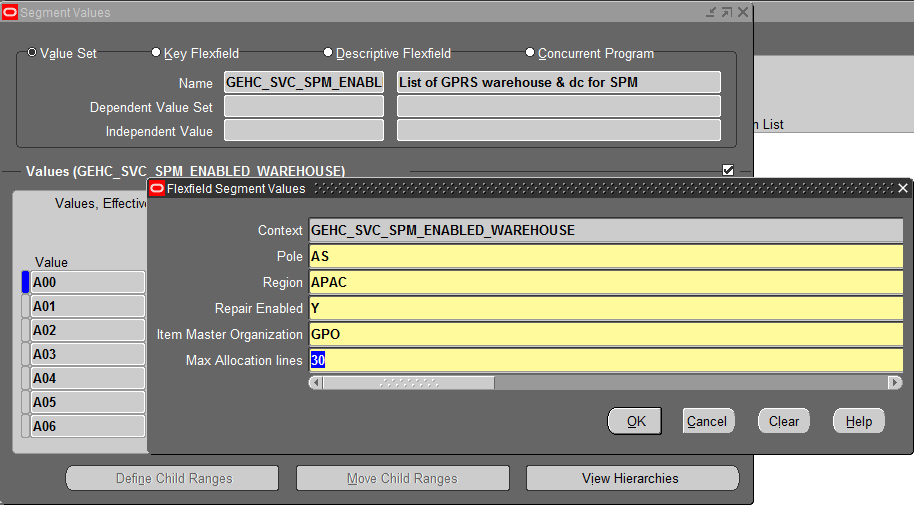 Segment Values
Value Set Key Flexfield Descriptive Flexfield Concurrent Program
Name GEHC_SVC_SPM_ENABL List of GPRS warehouse & dc for SPM
Dependent Value Set
Independent Value
n List
Values (GEHC_SVC_SPM_ENABLED_WAREHOUSE)
Flexfield Segment Values
Values, Effectiv
Context GEHC_SVC_SPM_ENABLED_WAREHOUSE
Pole AS
Value
Region APAC
A00
Repair Enabled Y
A01
Item Master Organization GPO
A02
Max Allocation lines 30
A03
A04
A05
A06
OK Cancel Clear Help
Define Child Ranges Move Child Ranges View Hierarchies